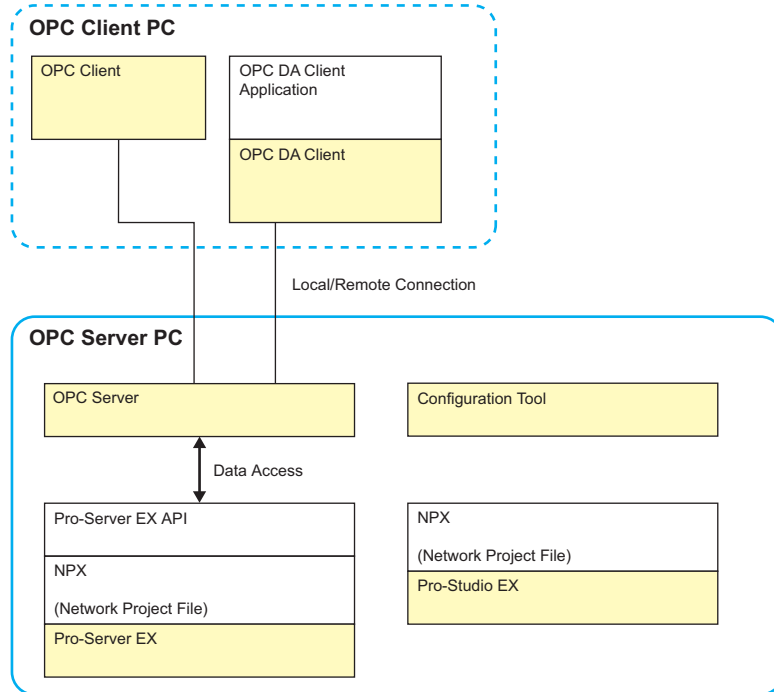 OPC Client PC
OPC Client
OPC DA Client
Application
OPC DA Client
Local/Remote Connection
OPC Server PC
OPC Server
Configuration Tool
Data Access
Pro-Server EX API
NPX
(Network Project File)
Pro-Server EX
NPX
(Network Project File)
Pro-Studio EX